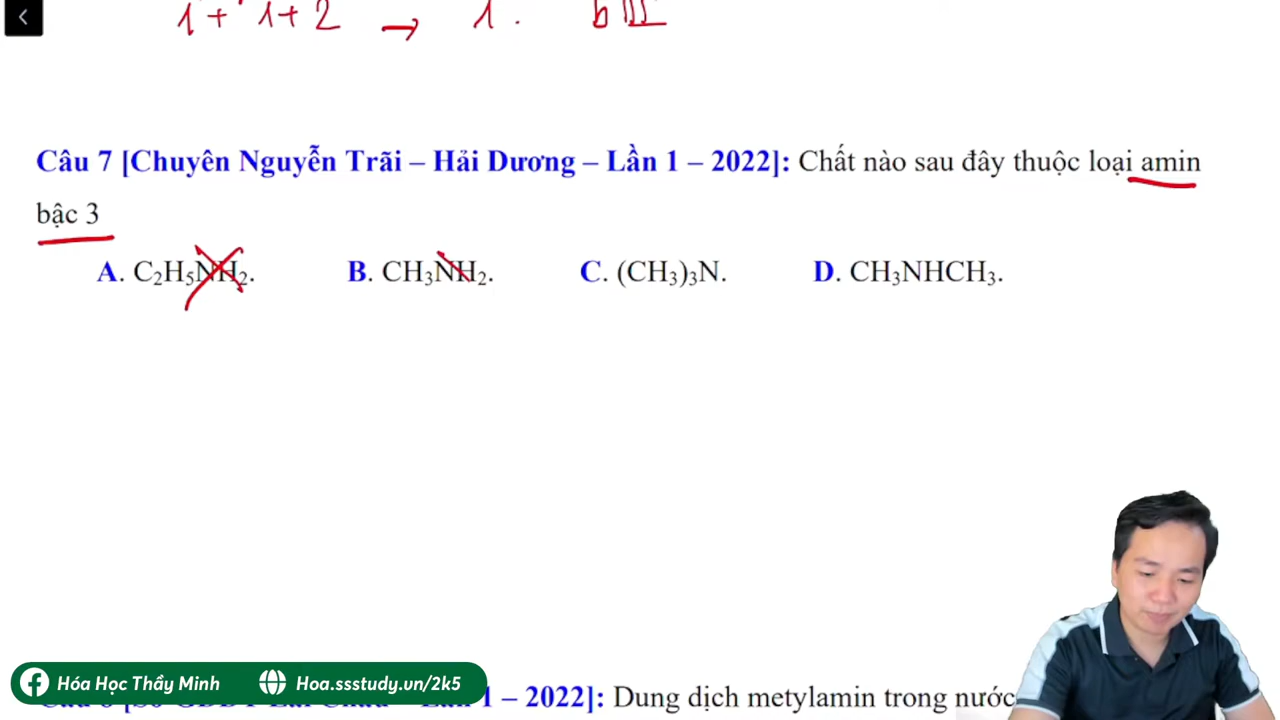 1 + 1 + 2 → 1. b III
Câu 7 [Chuyên Nguyễn Trãi – Hải Dương – Lần 1 – 2022]: Chất nào sau đây thuộc loại amin
bậc 3
A. C₂H₅NH₂. B. CH₃NH₂. C. (CH₃)₃N. D. CH₃NHCH₃.
Hóa Học Thầy Minh Hoa.ssstudy.vn/2k5
1 – 2022]: Dung dịch metylamin trong nước